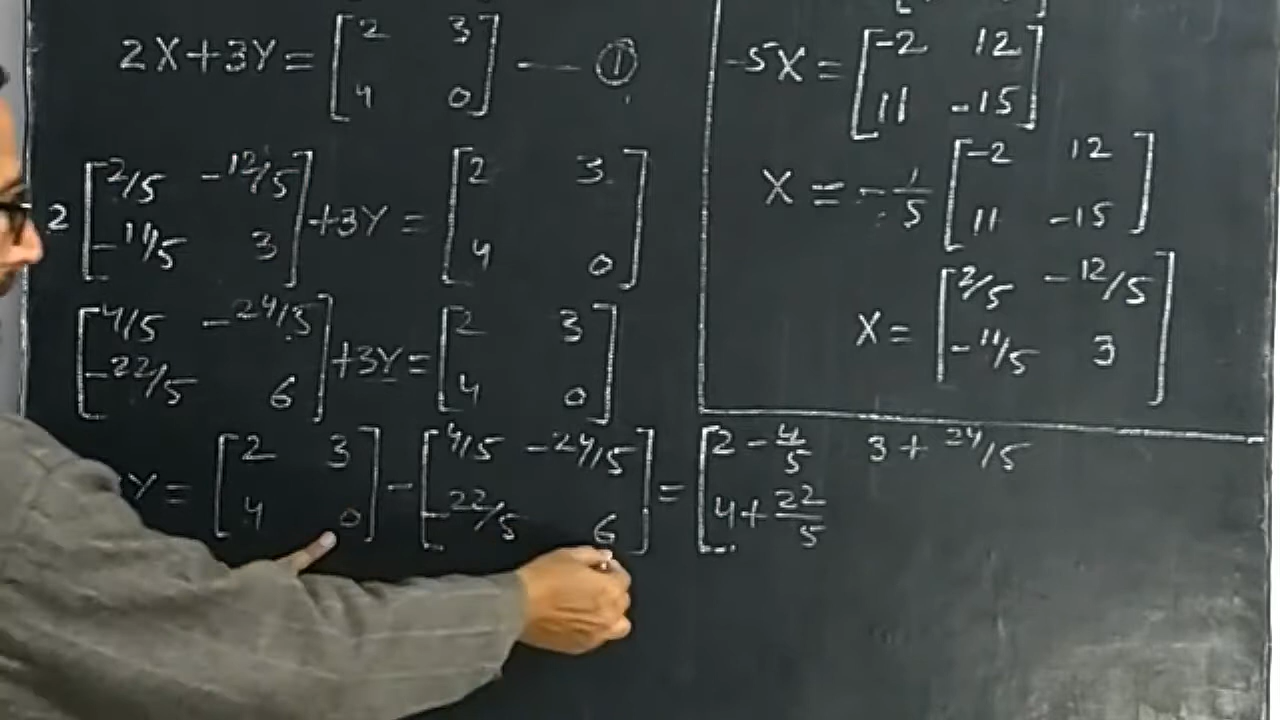 2X+3Y= [2 3
4 0] — ①
2 [2/5 -12/5
-11/5 3] +3Y = [2 3
4 0]
[4/5 -24/5
-22/5 6] +3Y= [2 3
4 0]
Y= [2 3
4 0] - [4/5 -24/5
-22/5 6] = [2-4/5 3+24/5
4+22/5
-5X= [-2 12
11 -15]
X = -1/5 [-2 12
11 -15]
X= [2/5 -12/5
-11/5 3]